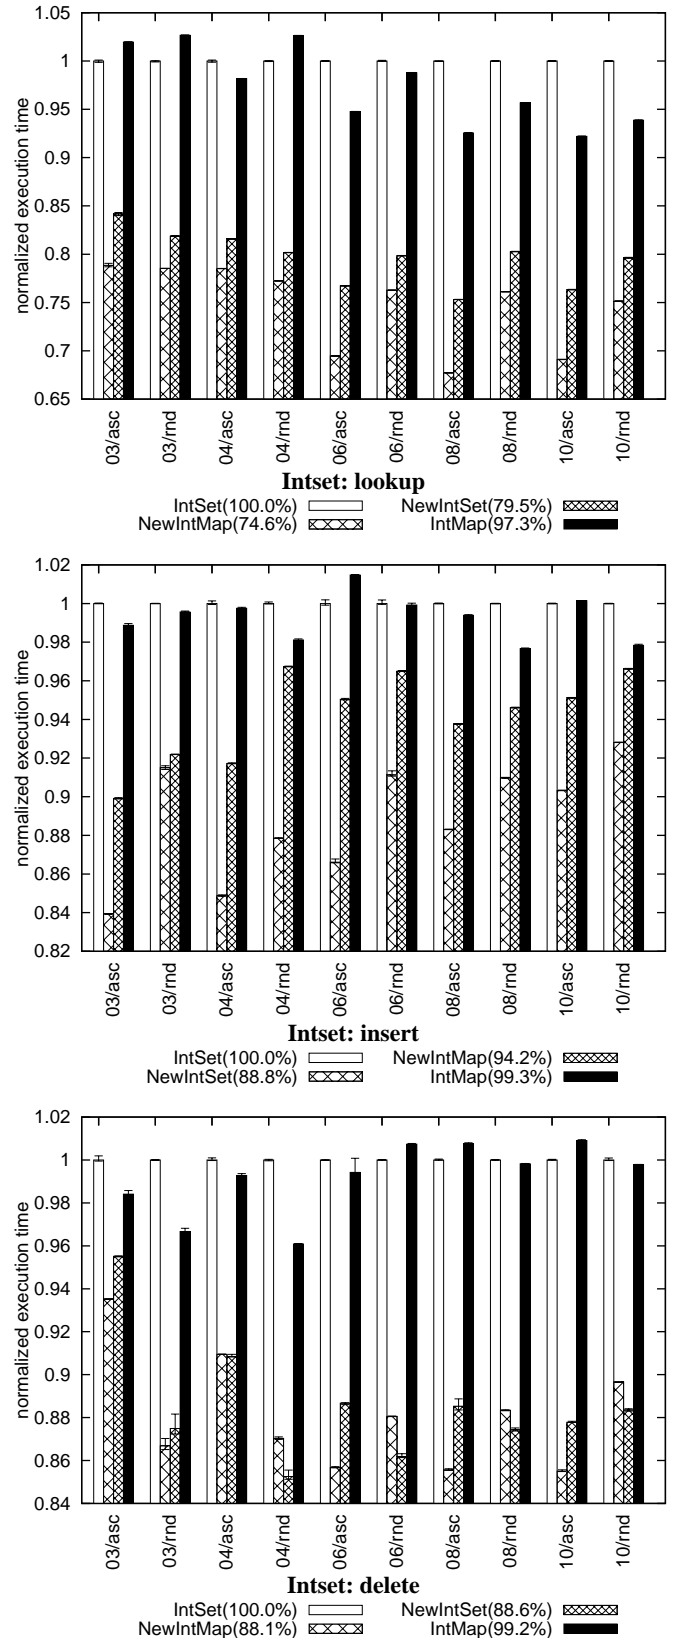 1.05
1
0.95
0.9
0.85
0.8
0.75
0.7
0.65
normalized execution time
03/asc
03/rnd
04/asc
04/rnd
06/asc
06/rnd
08/asc
08/rnd
10/asc
10/rnd
Intset: lookup
IntSet(100.0%) NewIntSet(79.5%)
NewIntMap(74.6%) IntMap(97.3%)
1.02
1
0.98
0.96
0.94
0.92
0.9
0.88
0.86
0.84
0.82
normalized execution time
03/asc
03/rnd
04/asc
04/rnd
06/asc
06/rnd
08/asc
08/rnd
10/asc
10/rnd
Intset: insert
IntSet(100.0%) NewIntMap(94.2%)
NewIntSet(88.8%) IntMap(99.3%)
1.02
1
0.98
0.96
0.94
0.92
0.9
0.88
0.86
0.84
normalized execution time
03/asc
03/rnd
04/asc
04/rnd
06/asc
06/rnd
08/asc
08/rnd
10/asc
10/rnd
Intset: delete
IntSet(100.0%) NewIntSet(88.6%)
NewIntMap(88.1%) IntMap(99.2%)